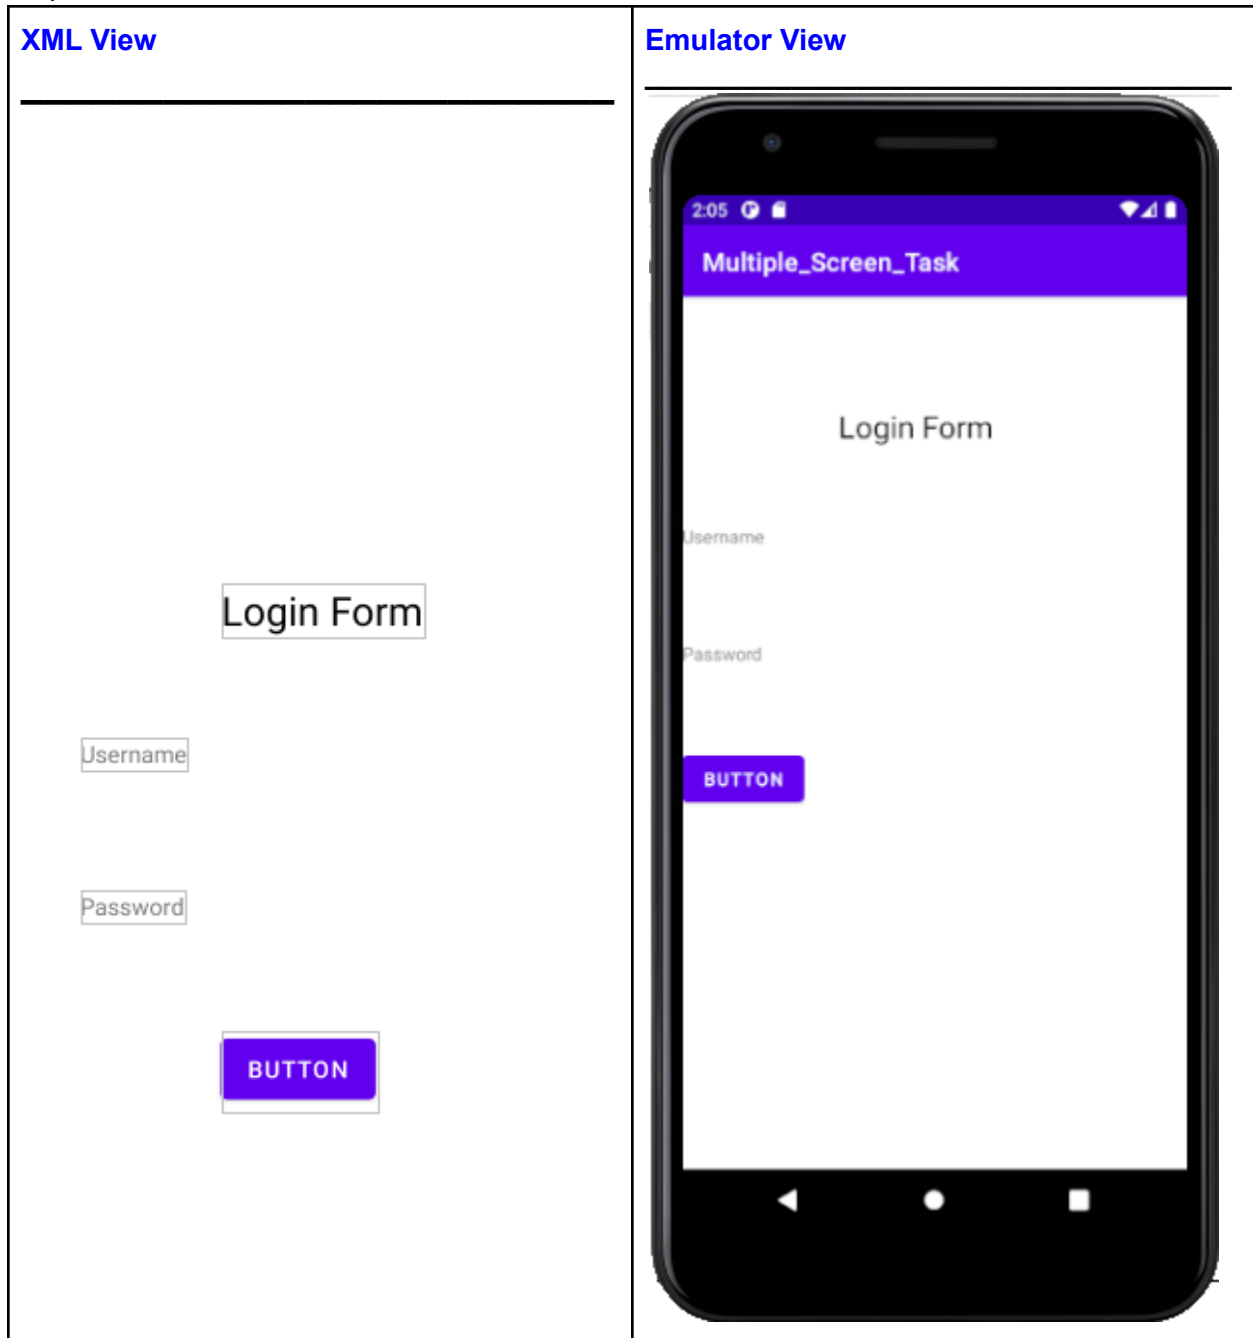 XML View
Login Form
Username
Password
BUTTON
Emulator View
2:05
Multiple_Screen_Task
Login Form
Username
Password
BUTTON